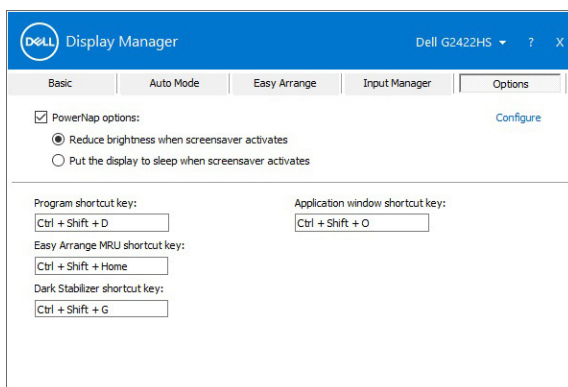 DELL Display Manager Dell G2422HS ? X
Basic Auto Mode Easy Arrange Input Manager Options
PowerNap options: Configure
Reduce brightness when screensaver activates
Put the display to sleep when screensaver activates
Program shortcut key: Application window shortcut key:
Ctrl + Shift + D Ctrl + Shift + O
Easy Arrange MRU shortcut key:
Ctrl + Shift + Home
Dark Stabilizer shortcut key:
Ctrl + Shift + G